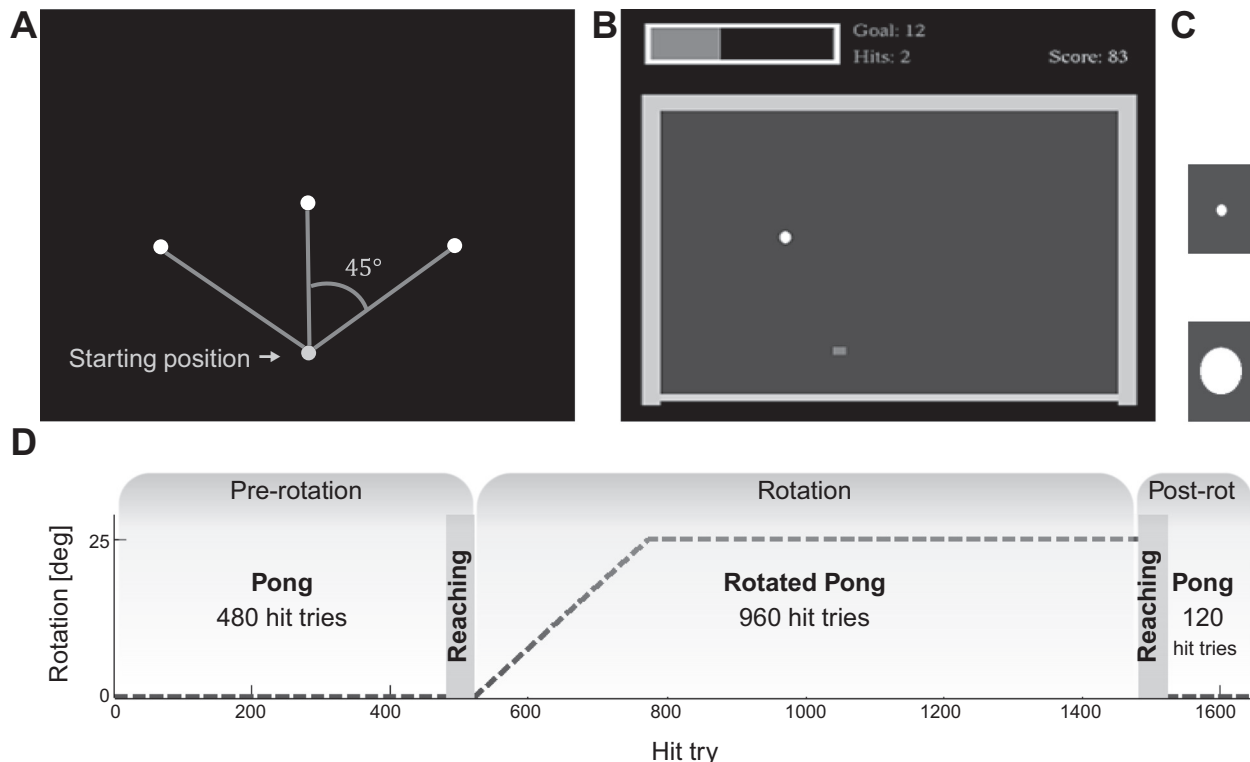 A
45°
Starting position →
B
Goal: 12
Hits: 2
Score: 83
C
D
Pre-rotation
Rotation
Post-rot
Rotation [deg]
25
0
Pong
480 hit tries
Reaching
Rotated Pong
960 hit tries
Reaching
Pong
120
hit tries
0
200
400
600
800
1000
1200
1400
1600
Hit try